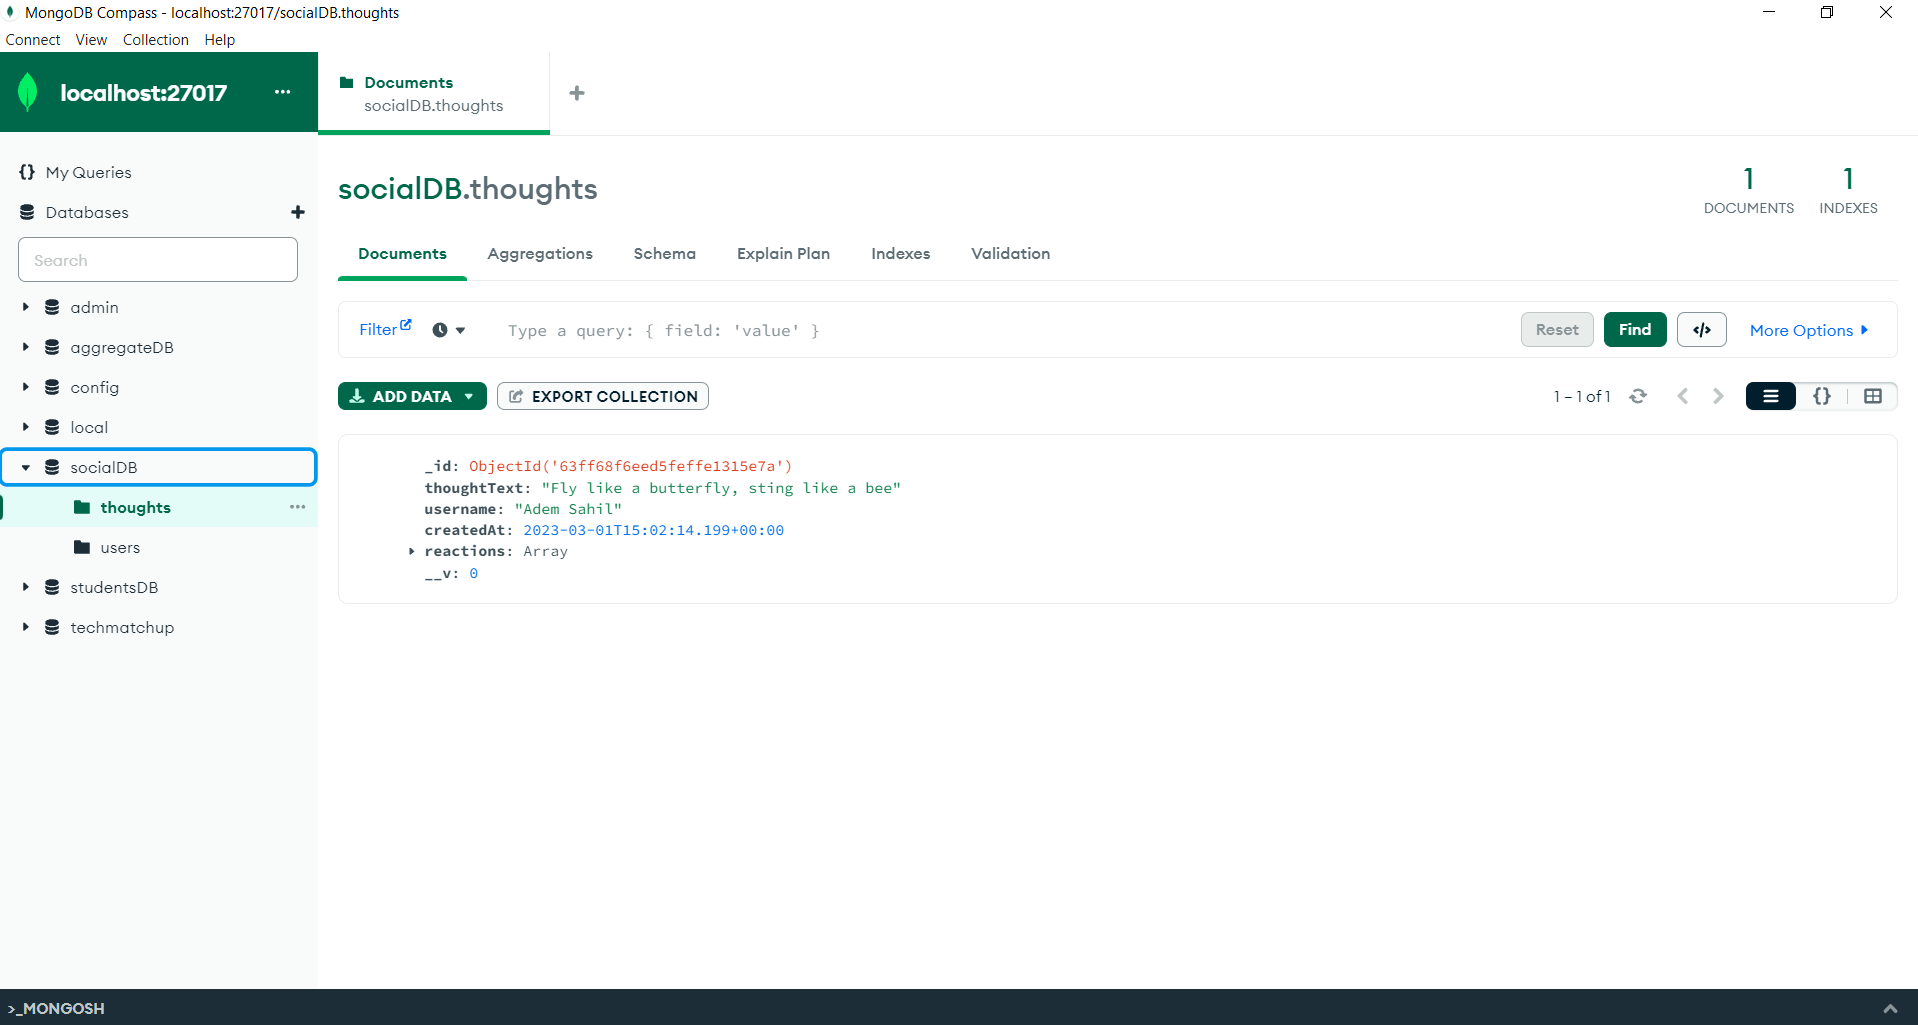 MongoDB Compass - localhost:27017/socialDB.thoughts
Connect View Collection Help
localhost:27017 ...
Documents
socialDB.thoughts
My Queries
Databases
Search
admin
aggregateDB
config
local
socialDB
thoughts
users
studentsDB
techmatchup
socialDB.thoughts
1 DOCUMENTS
1 INDEXES
Documents Aggregations Schema Explain Plan Indexes Validation
Filter Type a query: { field: 'value' } Reset Find </> More Options
ADD DATA EXPORT COLLECTION 1 – 1 of 1 {}
_id: ObjectId('63ff68f6eed5feffe1315e7a')
thoughtText: "Fly like a butterfly, sting like a bee"
username: "Adem Sahil"
createdAt: 2023-03-01T15:02:14.199+00:00
reactions: Array
__v: 0
>_MONGOSH